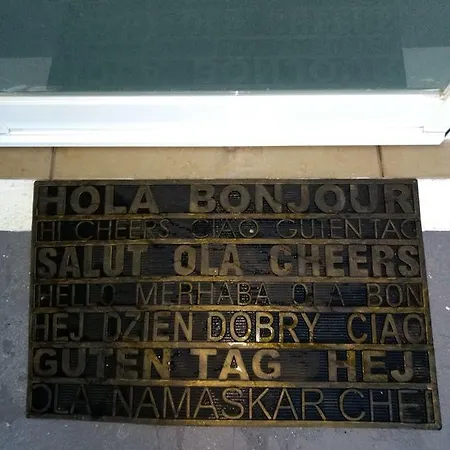 HOLA BONJOUR
HI CHEERS CIAO GUTEN TAG
SALUT OLA CHEERS
HELLO MERHABA OLA BON
HEJ DZIEN DOBRY CIAO
GUTEN TAG HEJ
OLA NAMASKAR CHE